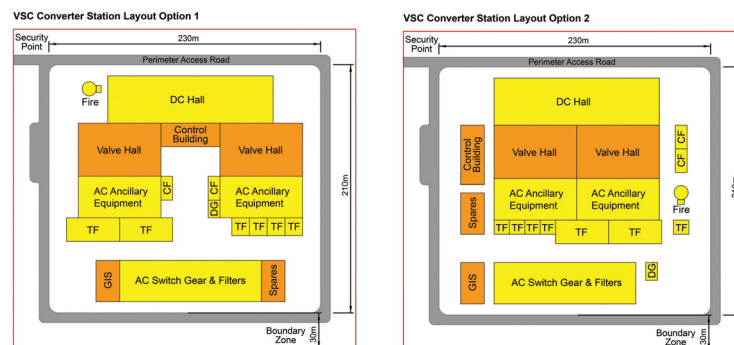 VSC Converter Station Layout Option 1
Security
Point
230m
Perimeter Access Road
Fire
DC Hall
Control
Building
Valve Hall
Valve Hall
210m
AC Ancillary
Equipment
CF
CF
DG
AC Ancillary
Equipment
TF
TF
TF
TF
TF
TF
GIS
AC Switch Gear & Filters
Spares
Boundary
Zone
30m
VSC Converter Station Layout Option 2
Security
Point
230m
Perimeter Access Road
DC Hall
Control
Building
Valve Hall
Valve Hall
CF
CF
210m
Spares
AC Ancillary
Equipment
AC Ancillary
Equipment
Fire
TF
TF
TF
TF
TF
TF
TF
GIS
AC Switch Gear & Filters
DG
Boundary
Zone
30m